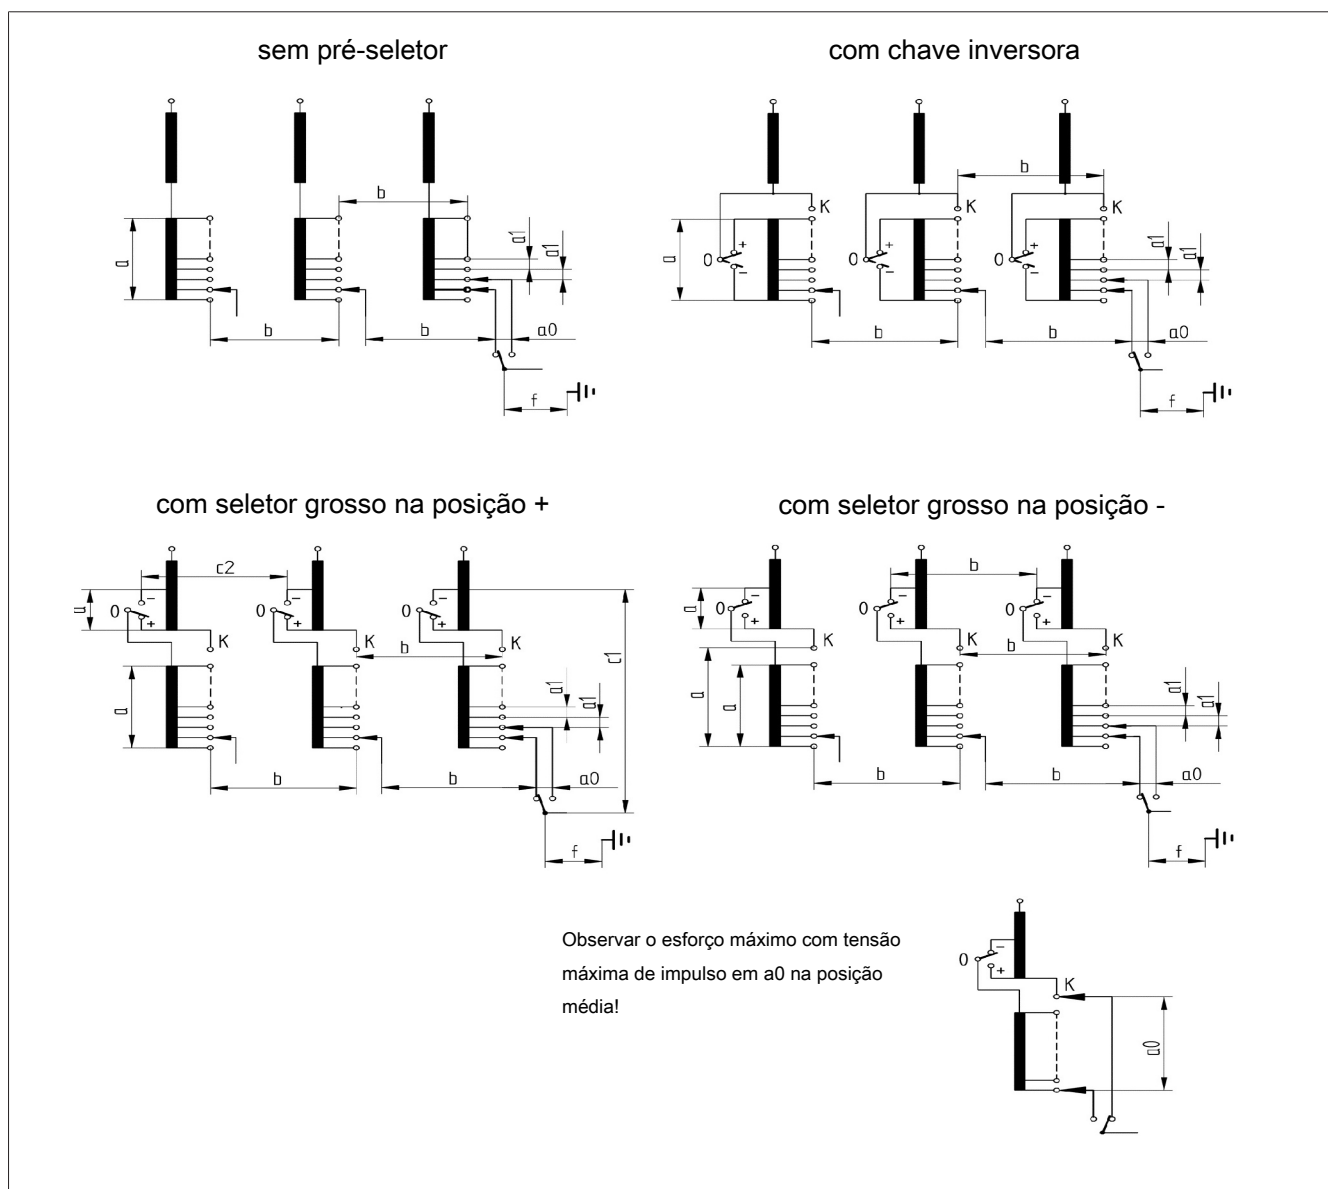 sem pré-seletor
com chave inversora
b
a
a1
a1
b
b
a0
f
b
K
K
K
a
0
+
−
0
+
−
0
+
−
a1
a1
b
b
a0
f
com seletor grosso na posição +
com seletor grosso na posição -
c2
a
0
−
+
K
0
−
+
K
0
−
+
K
b
c1
a
a1
a1
b
b
a0
f
b
a
0
−
+
K
0
−
+
K
0
−
+
K
b
a
a
a1
a1
b
b
a0
f
Observar o esforço máximo com tensão
máxima de impulso em a0 na posição
média!
0
−
+
K
a0